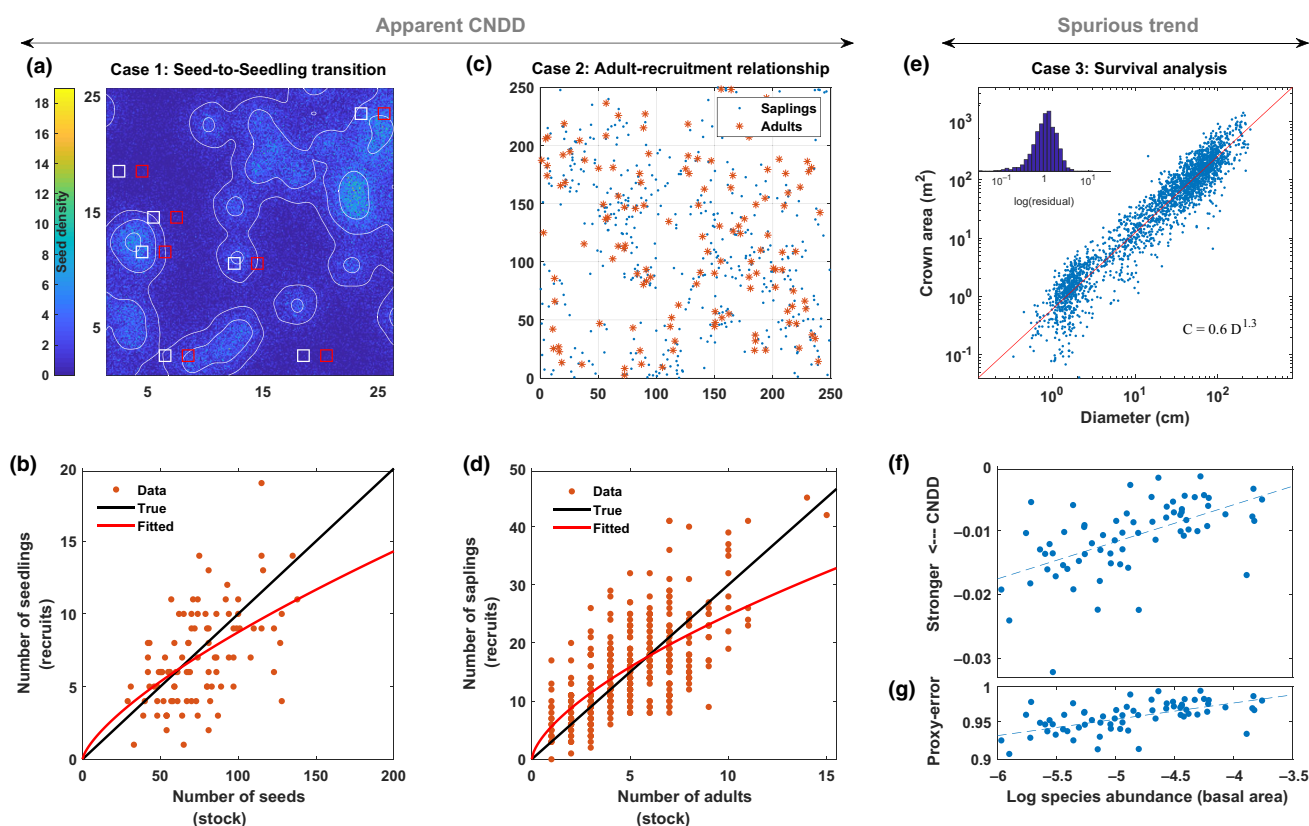 Apparent CNDD
Spurious trend
(a)
Case 1: Seed-to-Seedling transition
18
16
14
12
10
8
6
4
2
0
Seed density
25
15
5
5
15
25
(c)
Case 2: Adult-recruitment relationship
250
200
150
100
50
0
0
50
100
150
200
250
Saplings
Adults
(e)
Case 3: Survival analysis
Crown area (m²)
10³
10²
10¹
10⁰
10⁻¹
10⁰
10¹
10²
Diameter (cm)
10⁻¹
1
10¹
log(residual)
C = 0.6 D^1.3
(b)
Number of seedlings
(recruits)
20
15
10
5
0
0
50
100
150
200
Data
True
Fitted
Number of seeds
(stock)
(d)
Number of saplings
(recruits)
50
40
30
20
10
0
0
5
10
15
Data
True
Fitted
Number of adults
(stock)
(f)
Stronger <--- CNDD
0
−0.01
−0.02
−0.03
(g)
Proxy-error
1
0.95
0.9
−6
−5.5
−5
−4.5
−4
−3.5
Log species abundance (basal area)